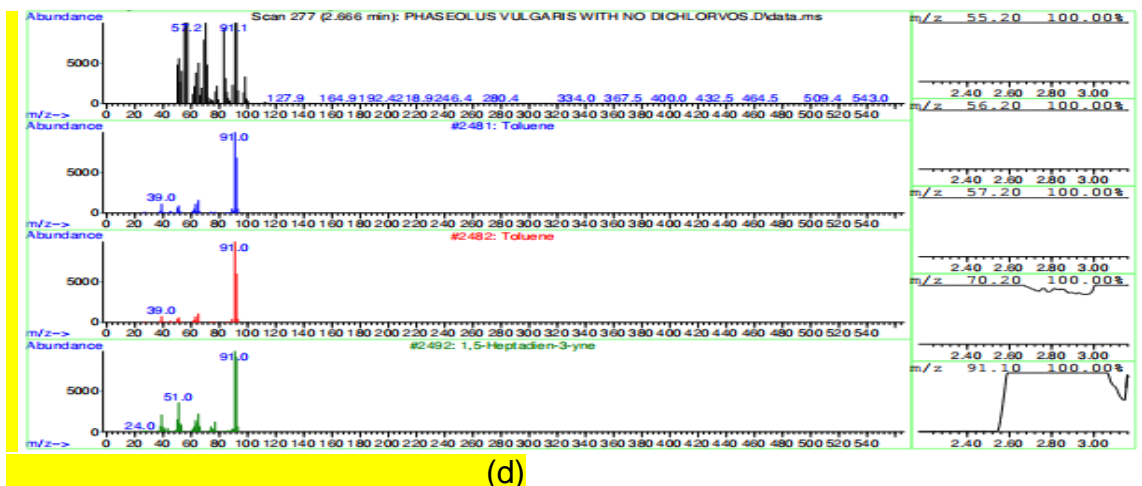 Scan 277 (2.666 min): PHASEOLUS VULGARIS WITH NO DICHLORVOS.D\data.ms
57.2 91.1
5000
127.9 164.9 192.4 218.9 246.4 280.4 334.0 367.5 400.0 432.5 464.5 509.4 543.0
0
m/z--> 0 20 40 60 80 100 120 140 160 180 200 220 240 260 280 300 320 340 360 380 400 420 440 460 480 500 520 540
Abundance
#2481: Toluene
91.0
5000
39.0
0
m/z--> 0 20 40 60 80 100 120 140 160 180 200 220 240 260 280 300 320 340 360 380 400 420 440 460 480 500 520 540
Abundance
#2482: Toluene
91.0
5000
39.0
0
m/z--> 0 20 40 60 80 100 120 140 160 180 200 220 240 260 280 300 320 340 360 380 400 420 440 460 480 500 520 540
Abundance
#2492: 1,5-Heptadien-3-yne
91.0
5000
51.0
24.0
0
m/z--> 0 20 40 60 80 100 120 140 160 180 200 220 240 260 280 300 320 340 360 380 400 420 440 460 480 500 520 540
m/z 55.20 100.00%
2.40 2.60 2.80 3.00
m/z 56.20 100.00%
2.40 2.60 2.80 3.00
m/z 57.20 100.00%
2.40 2.60 2.80 3.00
m/z 70.20 100.00%
2.40 2.60 2.80 3.00
m/z 91.10 100.00%
2.40 2.60 2.80 3.00
(d)